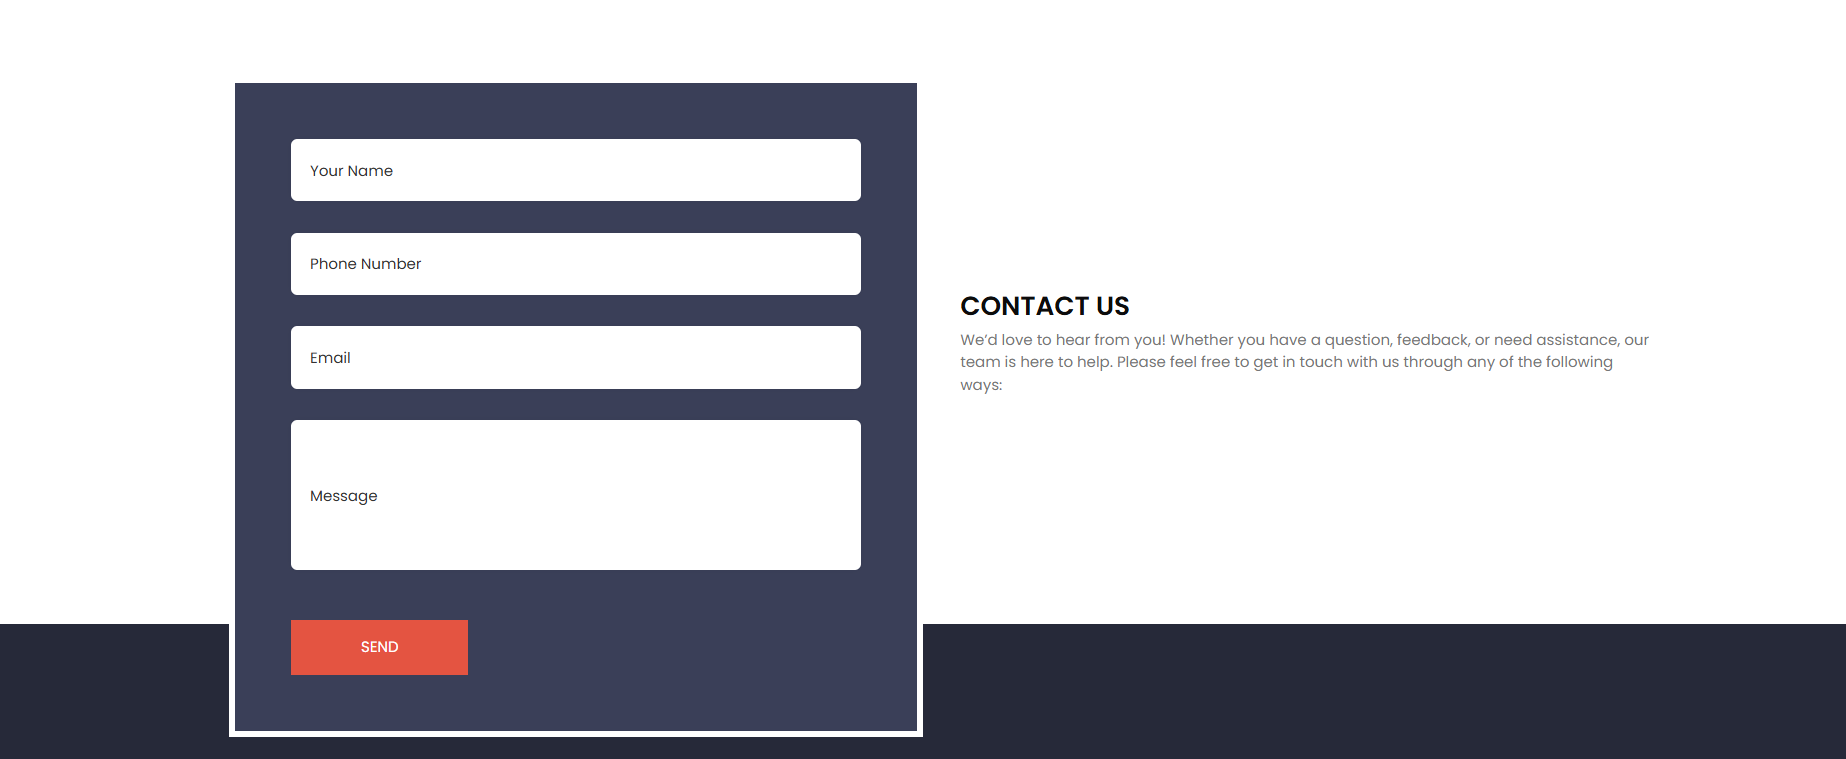 Your Name
Phone Number
Email
Message
SEND
CONTACT US
We’d love to hear from you! Whether you have a question, feedback, or need assistance, our
team is here to help. Please feel free to get in touch with us through any of the following
ways: